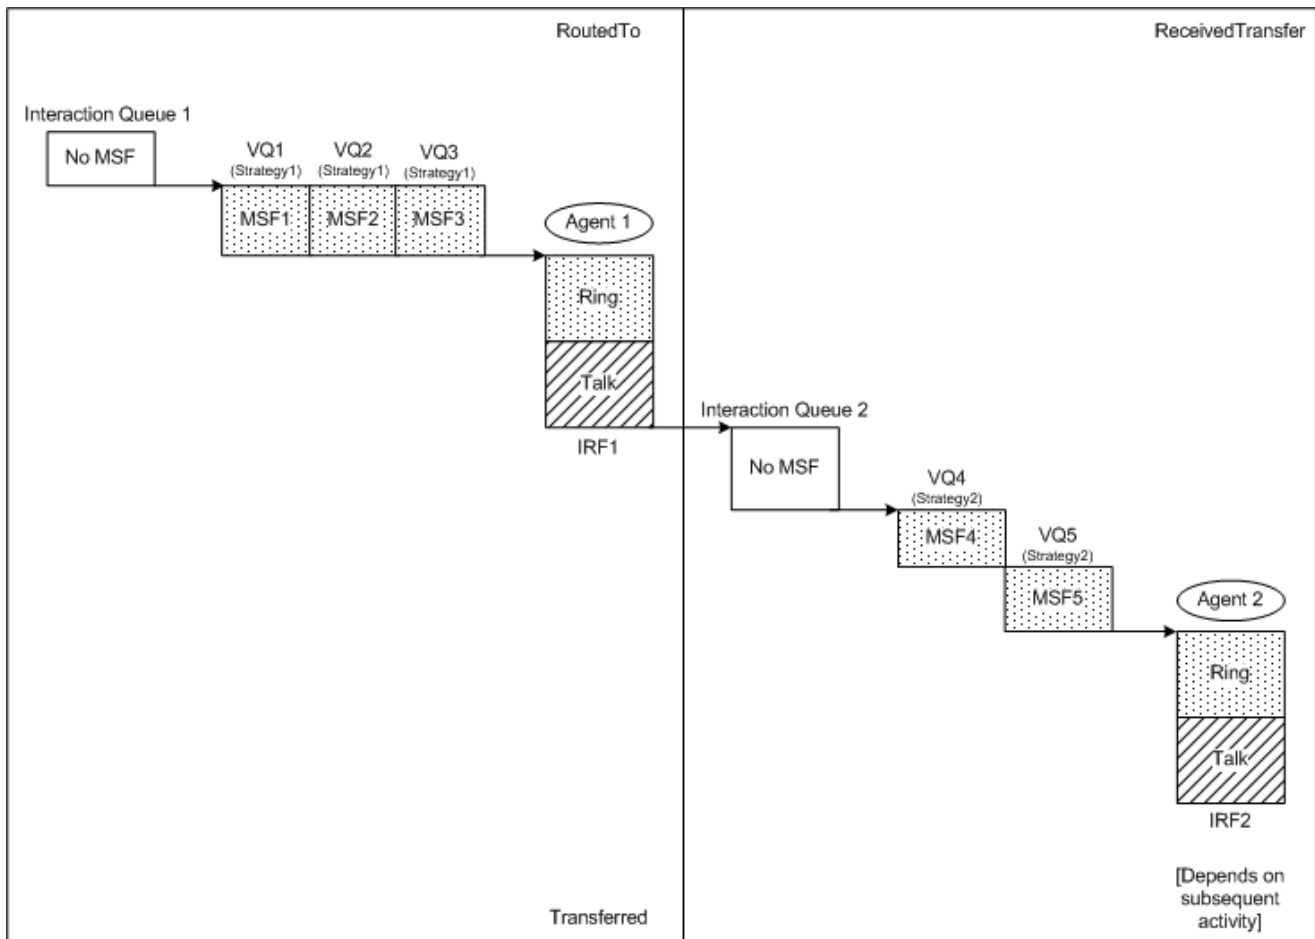 RoutedTo
ReceivedTransfer
Interaction Queue 1
No MSF
VQ1
(Strategy1)
VQ2
(Strategy1)
VQ3
(Strategy1)
MSF1
MSF2
MSF3
Agent 1
Ring
Talk
IRF1
Interaction Queue 2
No MSF
VQ4
(Strategy2)
MSF4
VQ5
(Strategy2)
MSF5
Agent 2
Ring
Talk
IRF2
[Depends on
subsequent
activity]
Transferred